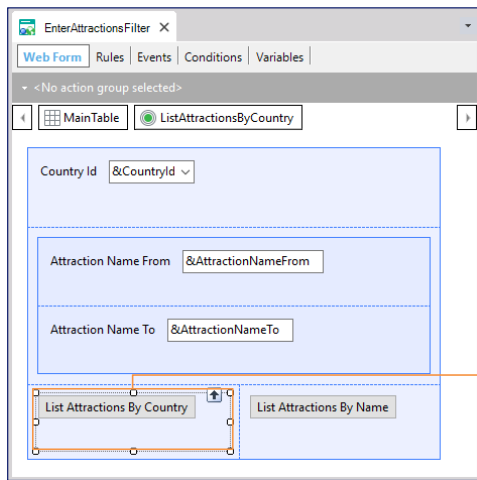 EnterAttractionsFilter
Web Form Rules Events Conditions Variables
<No action group selected>
MainTable ListAttractionsByCountry
Country Id &CountryId
Attraction Name From &AttractionNameFrom
Attraction Name To &AttractionNameTo
List Attractions By Country List Attractions By Name